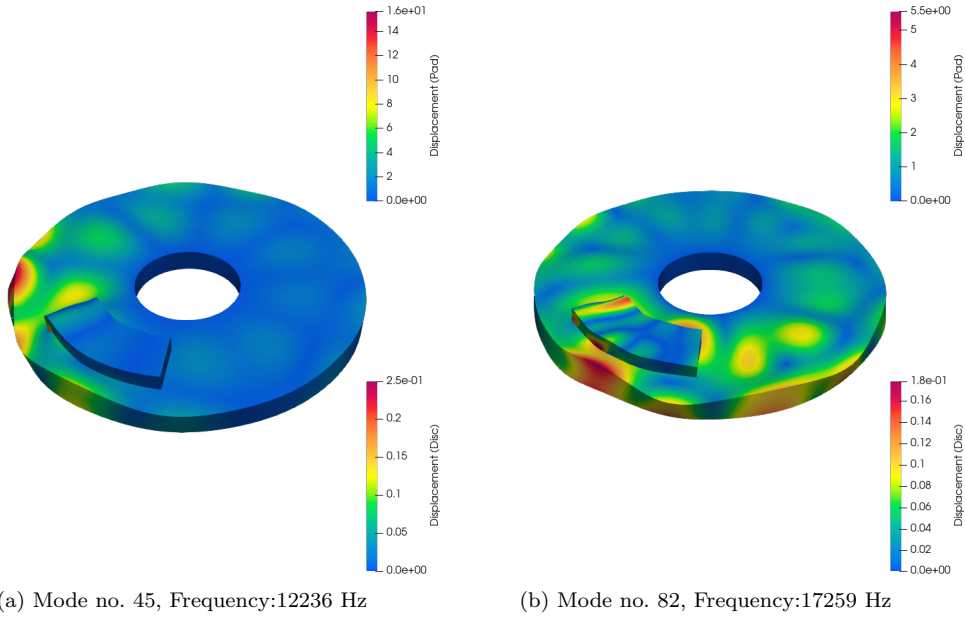 1.6e+01
14
12
10
8
6
4
2
0.0e+00
Displacement (Pad)
2.5e-01
0.2
0.15
0.1
0.05
0.0e+00
Displacement (Disc)
(a) Mode no. 45, Frequency:12236 Hz
5.5e+00
5
4
3
2
1
0.0e+00
Displacement (Pad)
1.8e-01
0.16
0.14
0.12
0.1
0.08
0.06
0.04
0.02
0.0e+00
Displacement (Disc)
(b) Mode no. 82, Frequency:17259 Hz